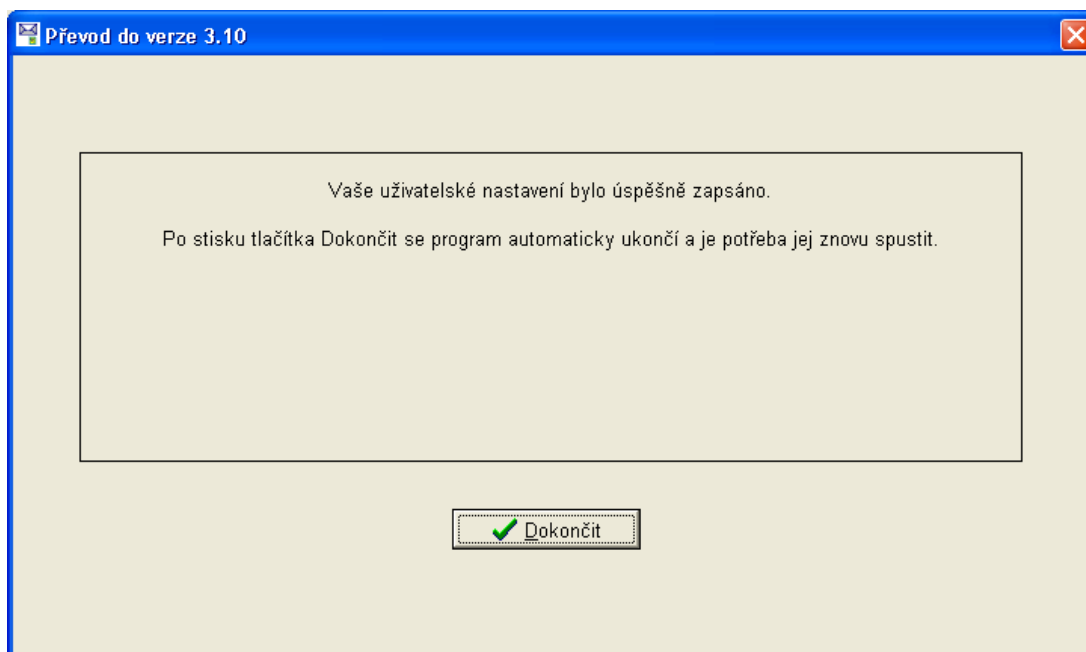 Převod do verze 3.10
Vaše uživatelské nastavení bylo úspěšně zapsáno.
Po stisku tlačítka Dokončit se program automaticky ukončí a je potřeba jej znovu spustit.
Dokončit